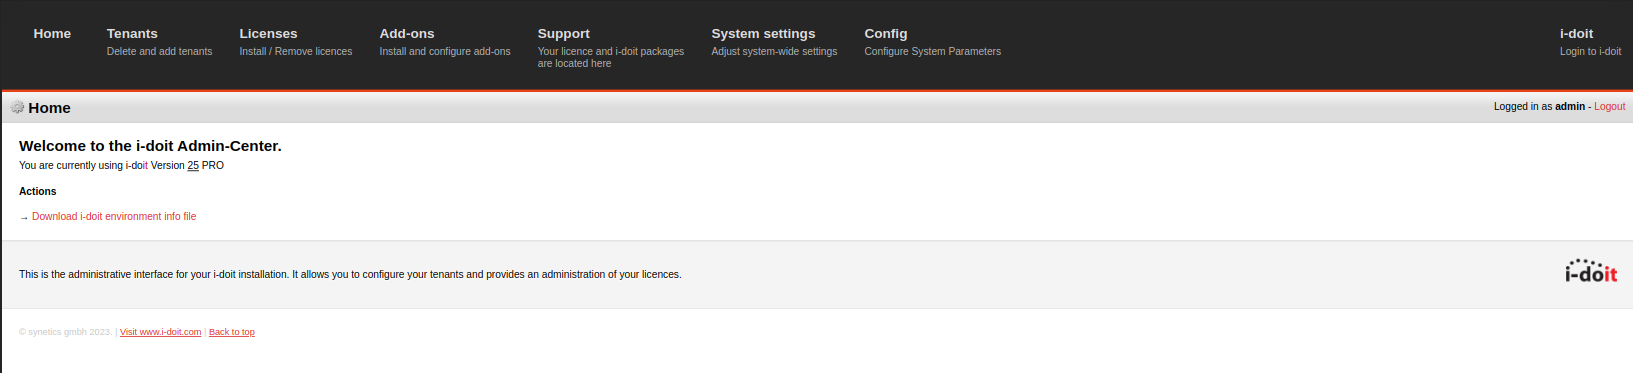 Home
Tenants
Delete and add tenants
Licenses
Install / Remove licences
Add-ons
Install and configure add-ons
Support
Your licence and i-doit packages
are located here
System settings
Adjust system-wide settings
Config
Configure System Parameters
i-doit
Login to i-doit
Home
Logged in as admin - Logout
Welcome to the i-doit Admin-Center.
You are currently using i-doit Version 25 PRO
Actions
→ Download i-doit environment info file
This is the administrative interface for your i-doit installation. It allows you to configure your tenants and provides an administration of your licences.
i-doit
© synetics gmbh 2023. | Visit www.i-doit.com | Back to top